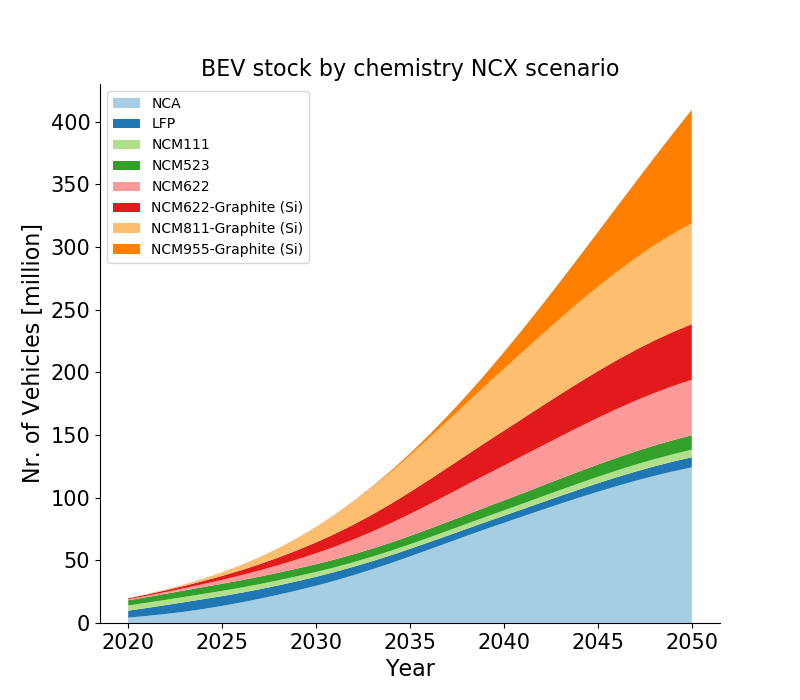 BEV stock by chemistry NCX scenario
NCA
LFP
NCM111
NCM523
NCM622
NCM622-Graphite (Si)
NCM811-Graphite (Si)
NCM955-Graphite (Si)
Nr. of Vehicles [million]
400
350
300
250
200
150
100
50
0
2020 2025 2030 2035 2040 2045 2050
Year